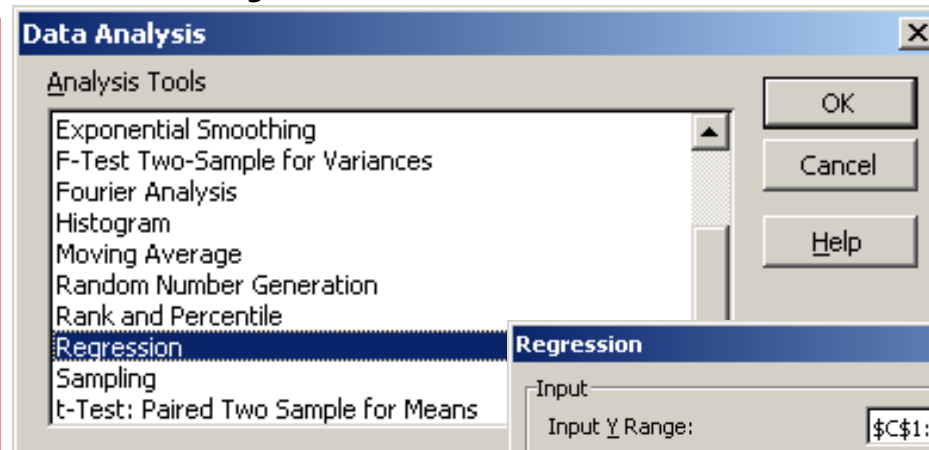 Data Analysis
Analysis Tools
Exponential Smoothing
F-Test Two-Sample for Variances
Fourier Analysis
Histogram
Moving Average
Random Number Generation
Rank and Percentile
Regression
Sampling
t-Test: Paired Two Sample for Means
OK
Cancel
Help
Regression
Input
Input Y Range:
$C$1: